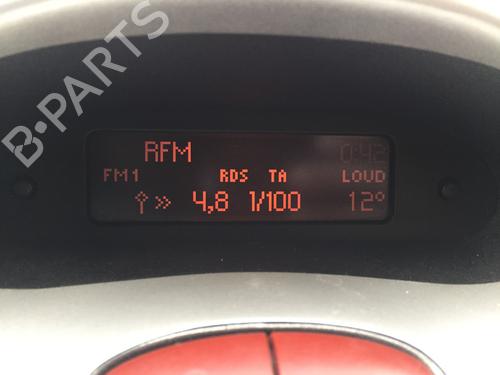 B-PARTS
RFM 0:42
FM1 RDS TA LOUD
4,8 1/100 12°